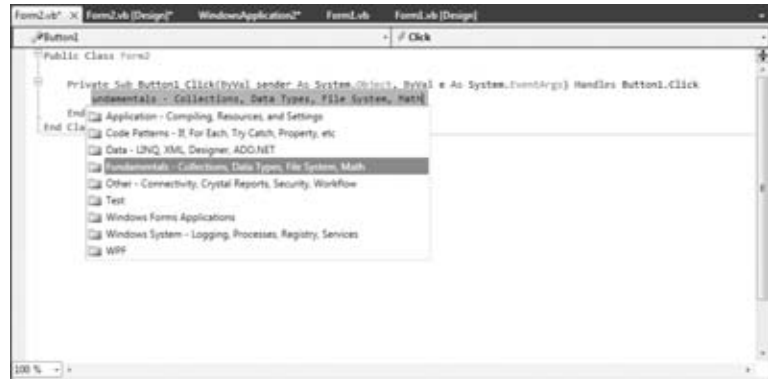 Form2.vb* X Form2.vb [Design]* WindowsApplication2* Form1.vb Form1.vb [Design]
Button1 Click
Public Class Form2
Private Sub Button1_Click(ByVal sender As System.Object, ByVal e As System.EventArgs) Handles Button1.Click
undamentals - Collections, Data Types, File System, Math
Application - Compiling, Resources, and Settings
End
Code Patterns - If, For Each, Try Catch, Property, etc
End Cla
Data - LINQ, XML, Designer, ADO.NET
Fundamentals - Collections, Data Types, File System, Math
Other - Connectivity, Crystal Reports, Security, Workflow
Test
Windows Forms Applications
Windows System - Logging, Processes, Registry, Services
WPF
100 %